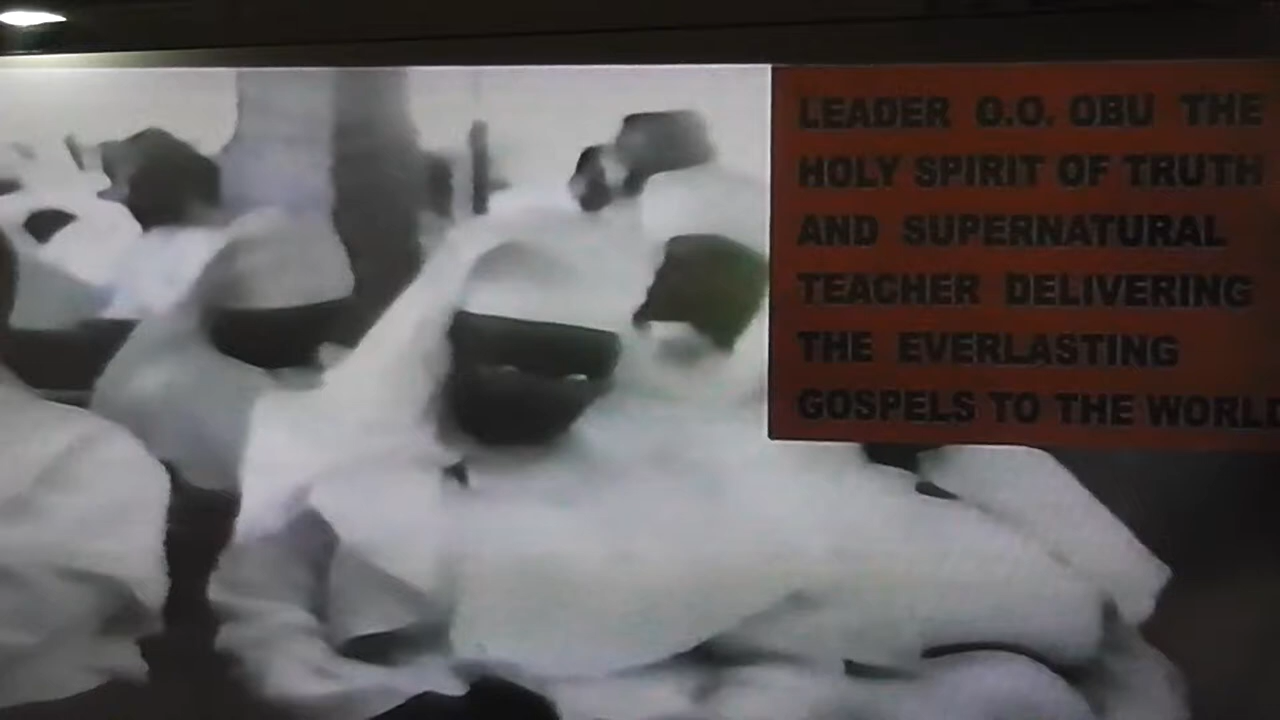 LEADER O.O. OBU THE
HOLY SPIRIT OF TRUTH
AND SUPERNATURAL
TEACHER DELIVERING
THE EVERLASTING
GOSPELS TO THE WORLD